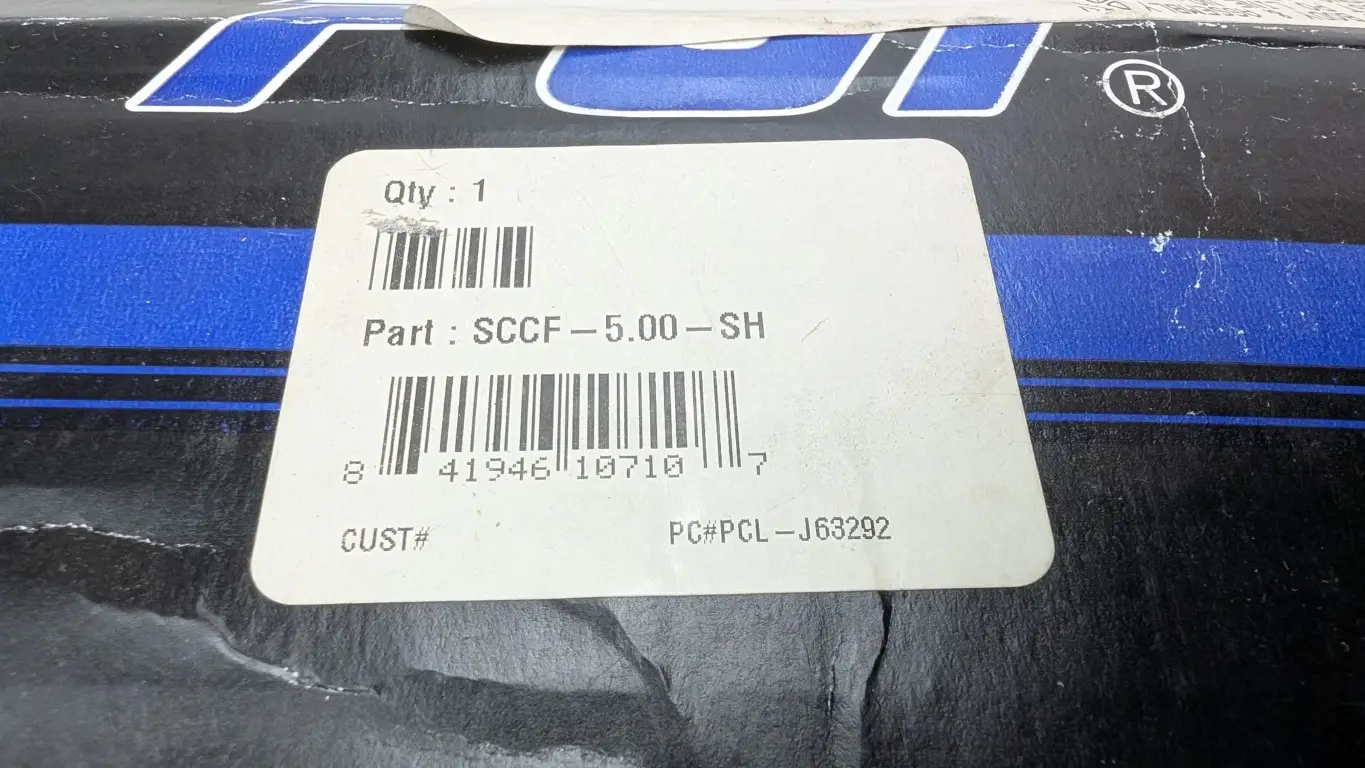 ®
Qty : 1
Part : SCCF-5.00-SH
8 41946 10710 7
CUST# PC#PCL-J63292